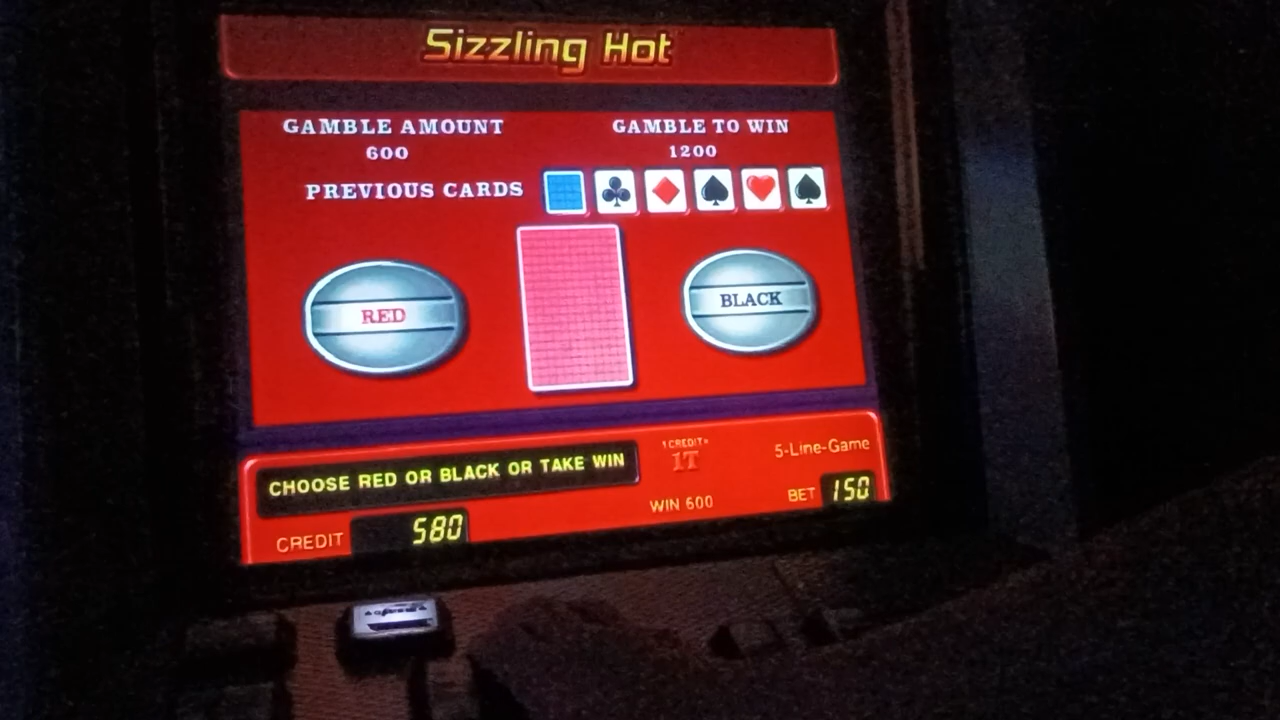 Sizzling Hot
GAMBLE AMOUNT
600
GAMBLE TO WIN
1200
PREVIOUS CARDS
RED
BLACK
CHOOSE RED OR BLACK OR TAKE WIN
1 CREDIT=
1T
5-Line-Game
CREDIT 580
WIN 600
BET 150